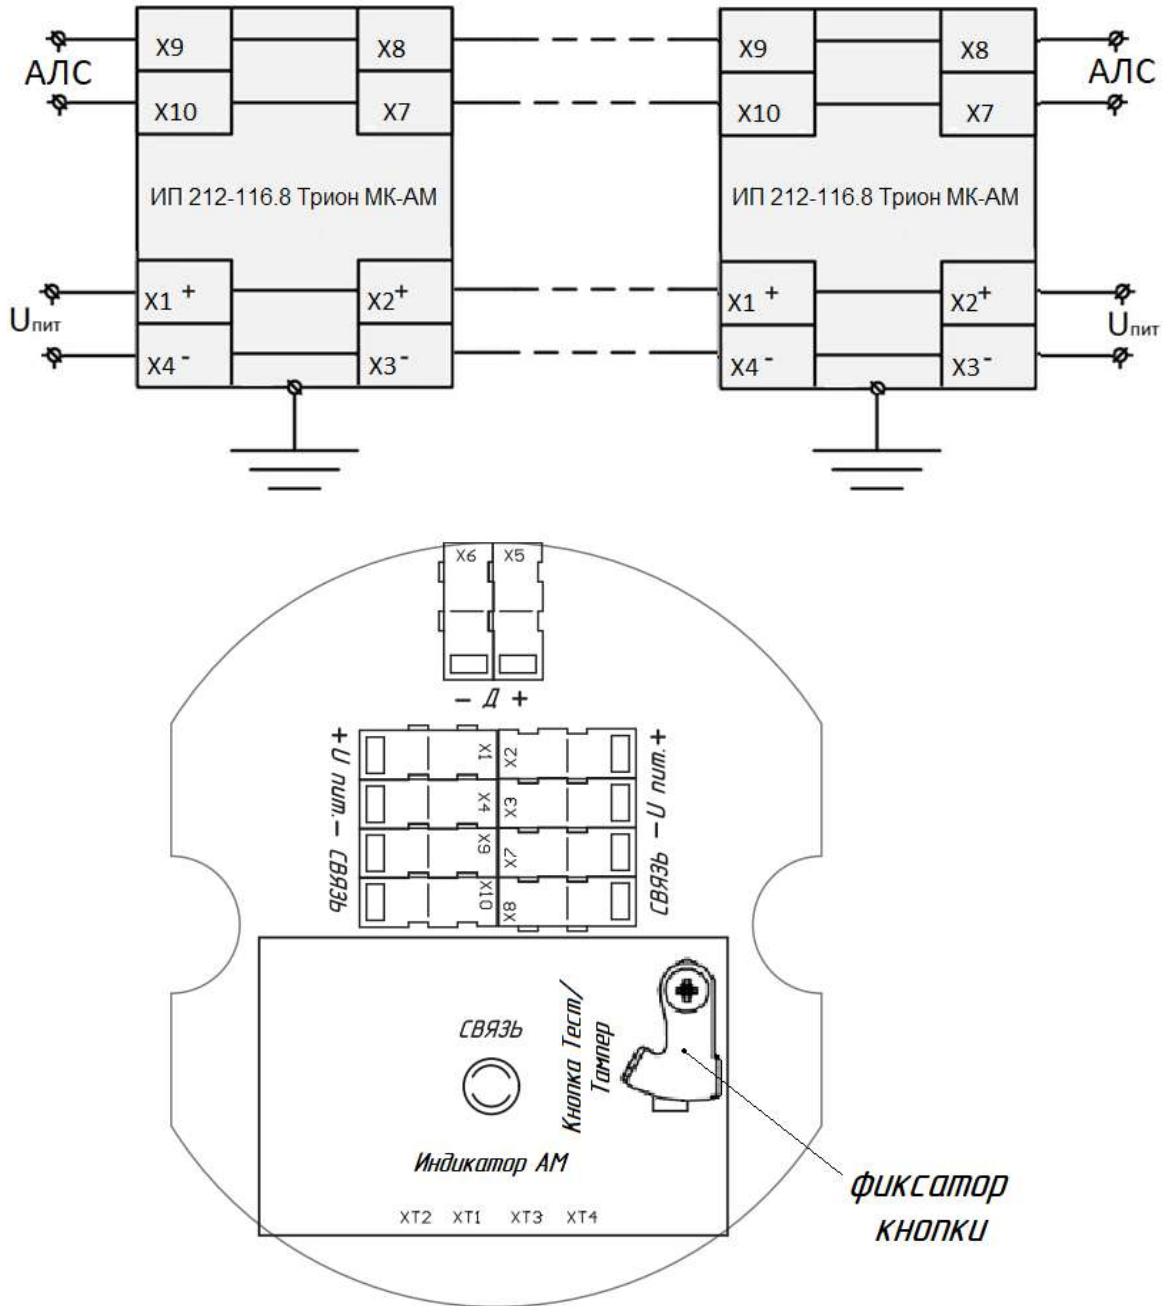 X9 X8 X9 X8
АЛС АЛС
X10 X7 X10 X7
ИП 212-116.8 Трион МК-АМ ИП 212-116.8 Трион МК-АМ
X1 + X2+ X1 + X2+
Uпит Uпит
X4 - X3 - X4 - X3 -
X6 X5
- Д +
+ U пит. - СВЯЗЬ
X1 X2
X4 X3
X9 X7
X10 X8
СВЯЗЬ - U пит. +
СВЯЗЬ
Кнопка Тест/
Тампер
Индикатор АМ
XT2 XT1 XT3 XT4
фиксатор
кнопки